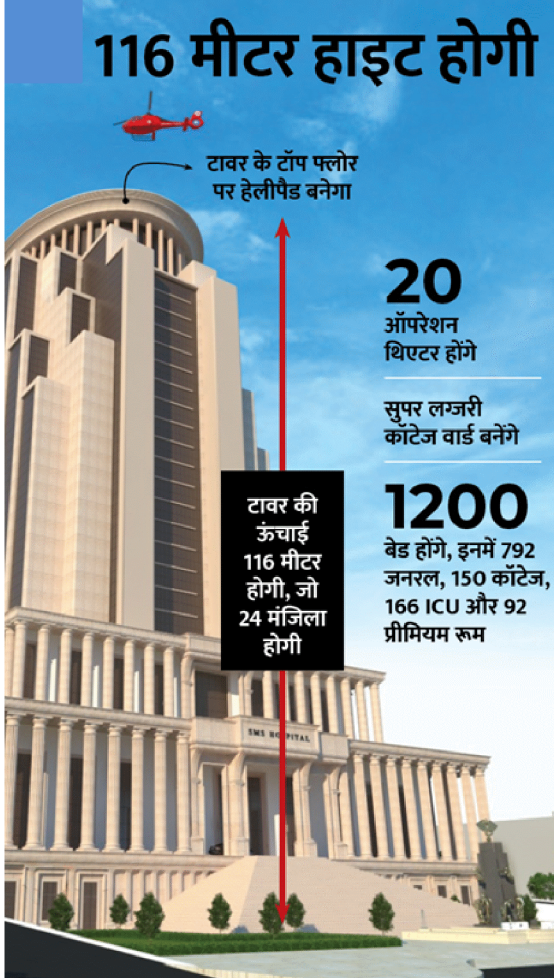 116 मीटर हाइट होगी
टावर के टॉप फ्लोर
पर हेलीपैड बनेगा
20
ऑपरेशन
थिएटर होंगे
सुपर लग्जरी
कॉटेज वार्ड बनेंगे
1200
बेड होंगे, इनमें 792
जनरल, 150 कॉटेज,
166 ICU और 92
प्रीमियम रूम
टावर की
ऊंचाई
116 मीटर
होगी, जो
24 मंजिला
होगी
SMS HOSPITAL